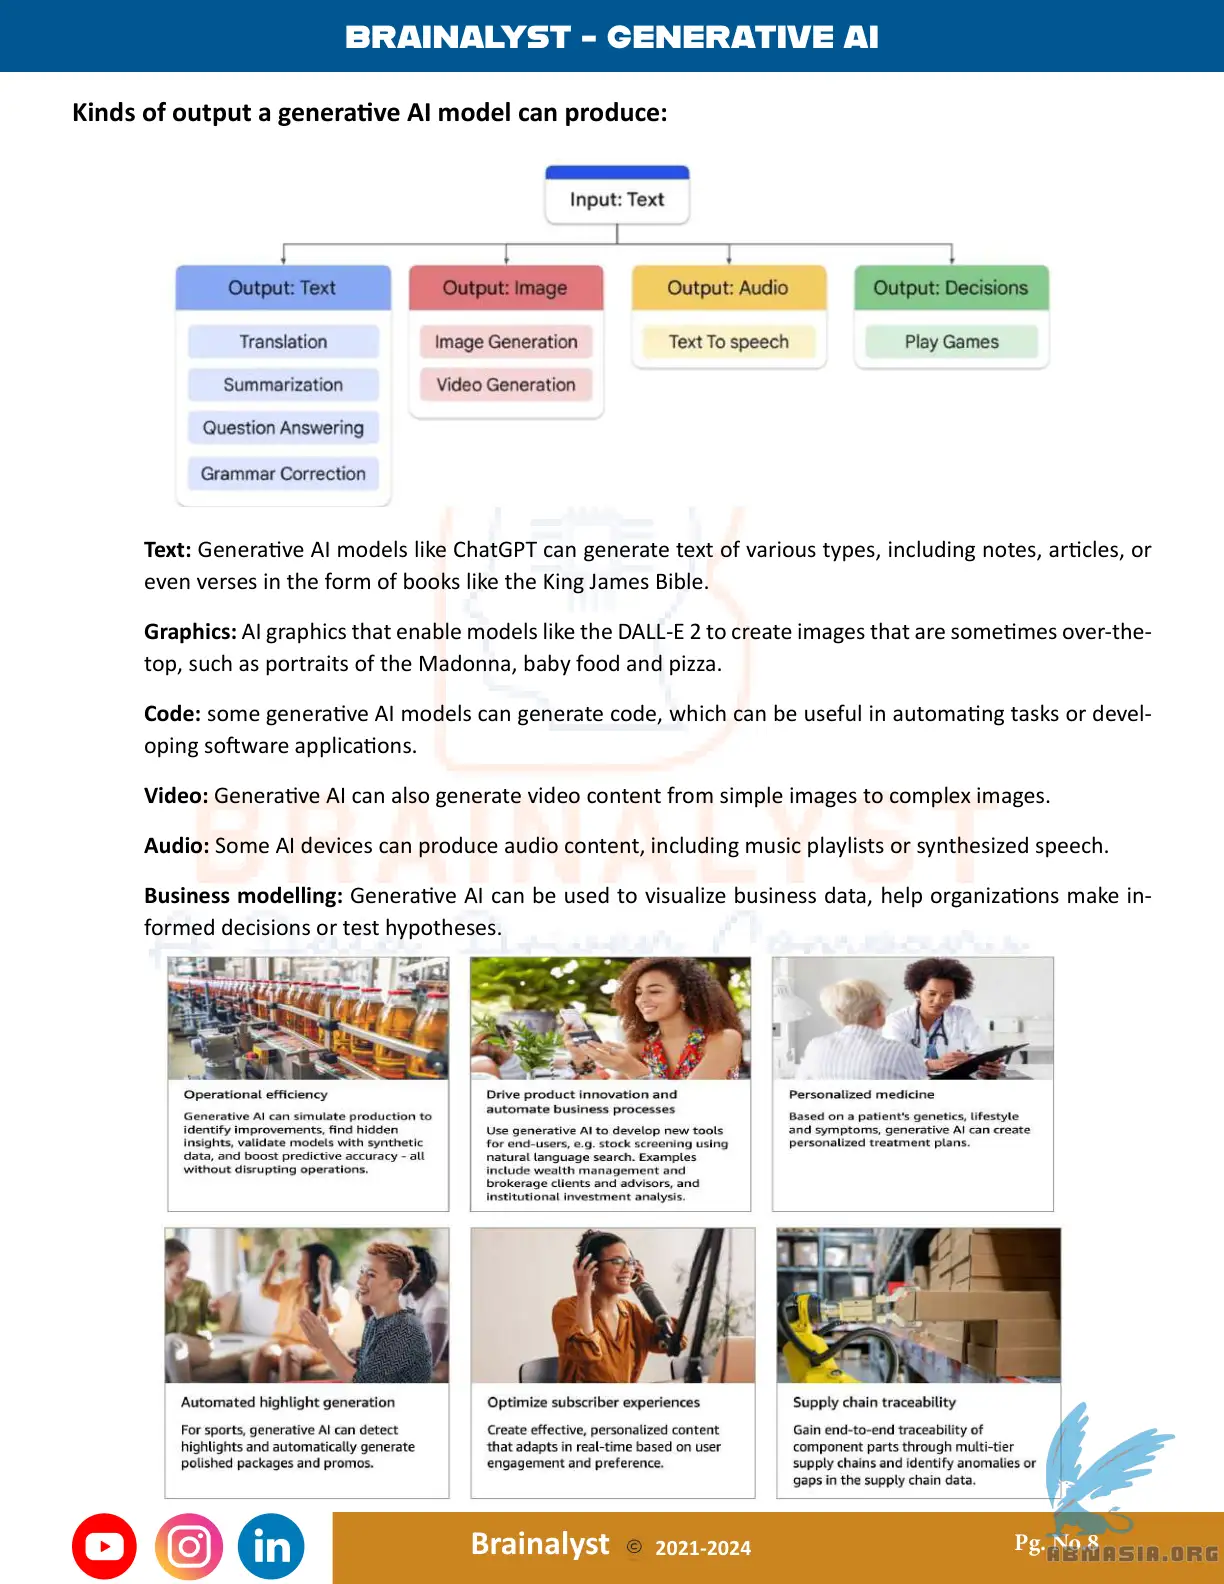 BRAINALYST - GENERATIVE AI
Kinds of output a generative AI model can produce:
Input: Text
Output: Text
Translation
Summarization
Question Answering
Grammar Correction
Output: Image
Image Generation
Video Generation
Output: Audio
Text To speech
Output: Decisions
Play Games
Text: Generative AI models like ChatGPT can generate text of various types, including notes, articles, or
even verses in the form of books like the King James Bible.
Graphics: AI graphics that enable models like the DALL-E 2 to create images that are sometimes over-the-
top, such as portraits of the Madonna, baby food and pizza.
Code: some generative AI models can generate code, which can be useful in automating tasks or devel-
oping software applications.
Video: Generative AI can also generate video content from simple images to complex images.
Audio: Some AI devices can produce audio content, including music playlists or synthesized speech.
Business modelling: Generative AI can be used to visualize business data, help organizations make in-
formed decisions or test hypotheses.
BRAINALYST
A Data Driven Company
Operational efficiency
Generative AI can simulate production to
identify improvements, find hidden
insights, validate models with synthetic
data, and boost predictive accuracy - all
without disrupting operations.
Drive product innovation and
automate business processes
Use generative AI to develop new tools
for end-users, e.g. stock screening using
natural language search. Examples
include wealth management and
brokerage clients and advisors, and
institutional investment analysis.
Personalized medicine
Based on a patient's genetics, lifestyle
and symptoms, generative AI can create
personalized treatment plans.
Automated highlight generation
For sports, generative AI can detect
highlights and automatically generate
polished packages and promos.
Optimize subscriber experiences
Create effective, personalized content
that adapts in real-time based on user
engagement and preference.
Supply chain traceability
Gain end-to-end traceability of
component parts through multi-tier
supply chains and identify anomalies or
gaps in the supply chain data.
in
Brainalyst © 2021-2024
Pg. No 8
ABNASIA.ORG